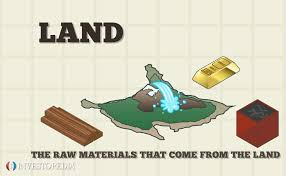 LAND
THE RAW MATERIALS THAT COME FROM THE LAND
INVESTOPEDIA